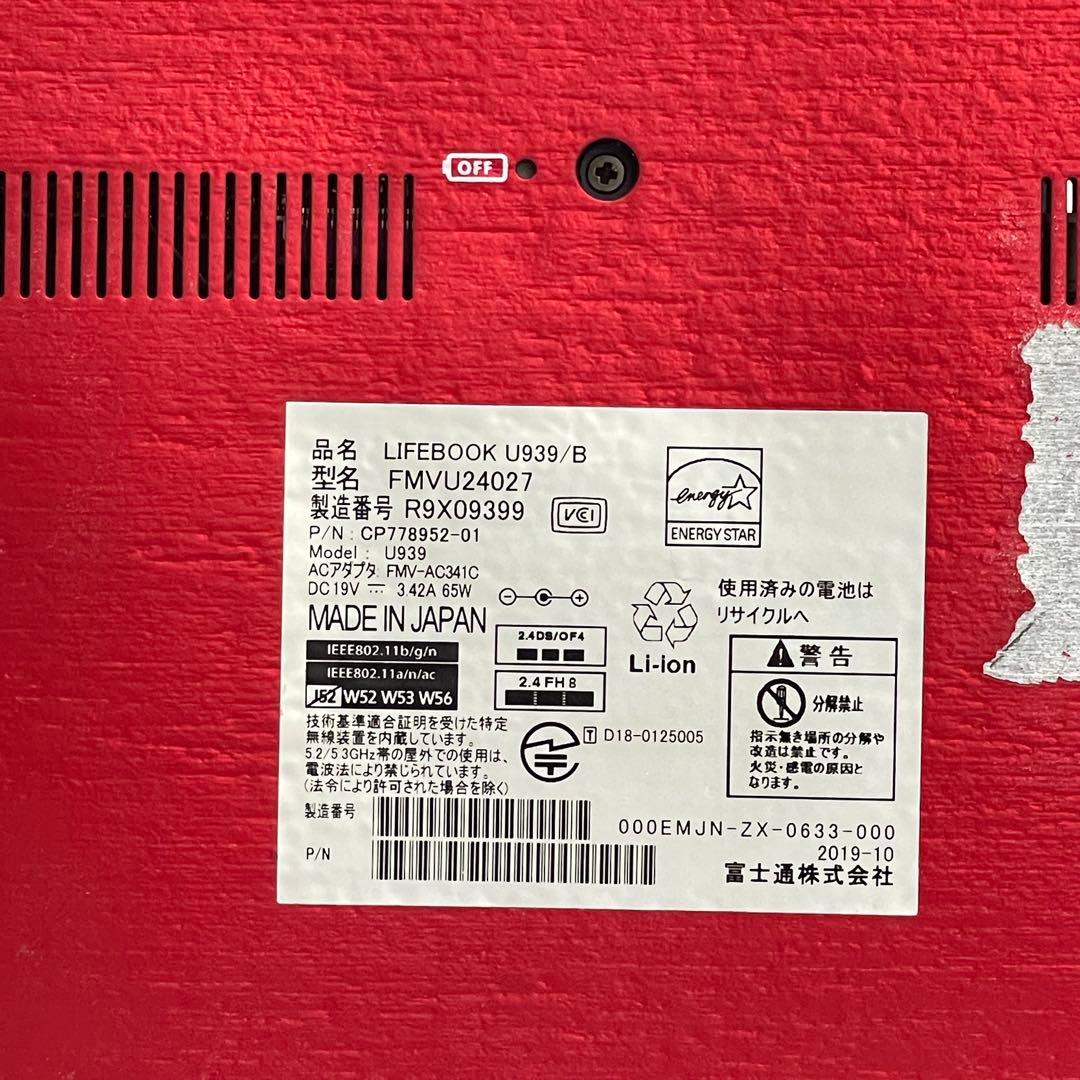 OFF
品名 LIFEBOOK U939/B
型名 FMVU24027
製造番号 R9X09399
VCCI
P/N : CP778952-01
Model : U939
ACアダプタ FMV-AC341C
DC 19V 3.42A 65W
MADE IN JAPAN
energy
ENERGY STAR
使用済みの電池は
リサイクルへ
Li-ion
IEEE802.11b/g/n
IEEE802.11a/n/ac
J52 W52 W53 W56
2.4DS/OF4
2.4FH8
警告
分解禁止
指示無き場所の分解や
改造は禁止です。
火災・感電の原因と
なります。
技術基準適合証明を受けた特定
無線装置を内蔵しています。
5.2/5.3GHz帯の屋外での使用は、
電波法により禁じられています。
(法令により許可された場合を除く)
T D18-0125005
製造番号
000EMJN-ZX-0633-000
P/N
2019-10
富士通株式会社